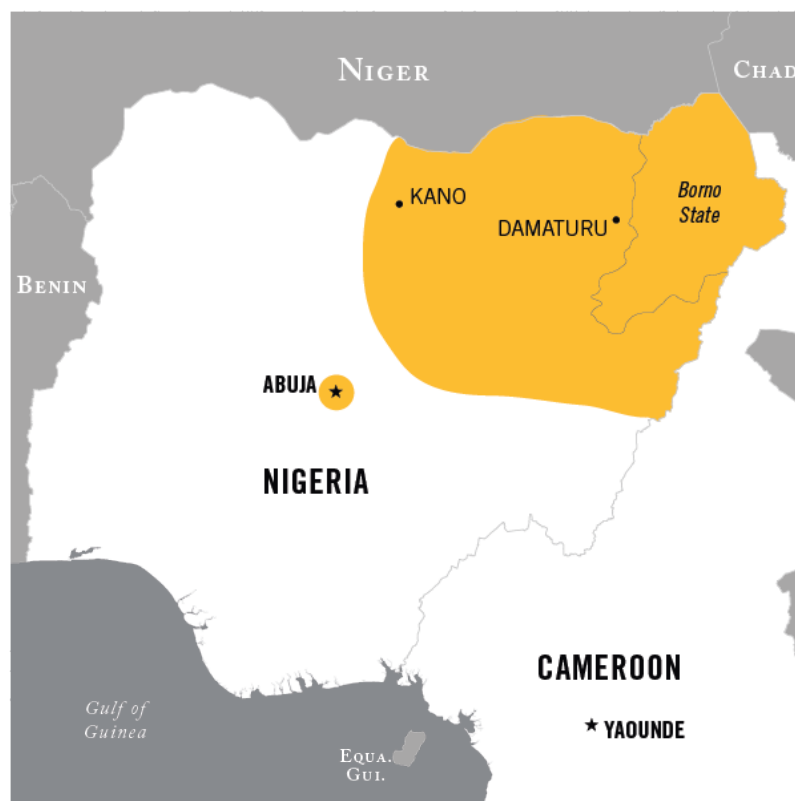 NIGER
CHAD
Borno
State
KANO
DAMATURU
BENIN
ABUJA
NIGERIA
CAMEROON
Gulf of
Guinea
YAOUNDE
EQUA.
GUI.